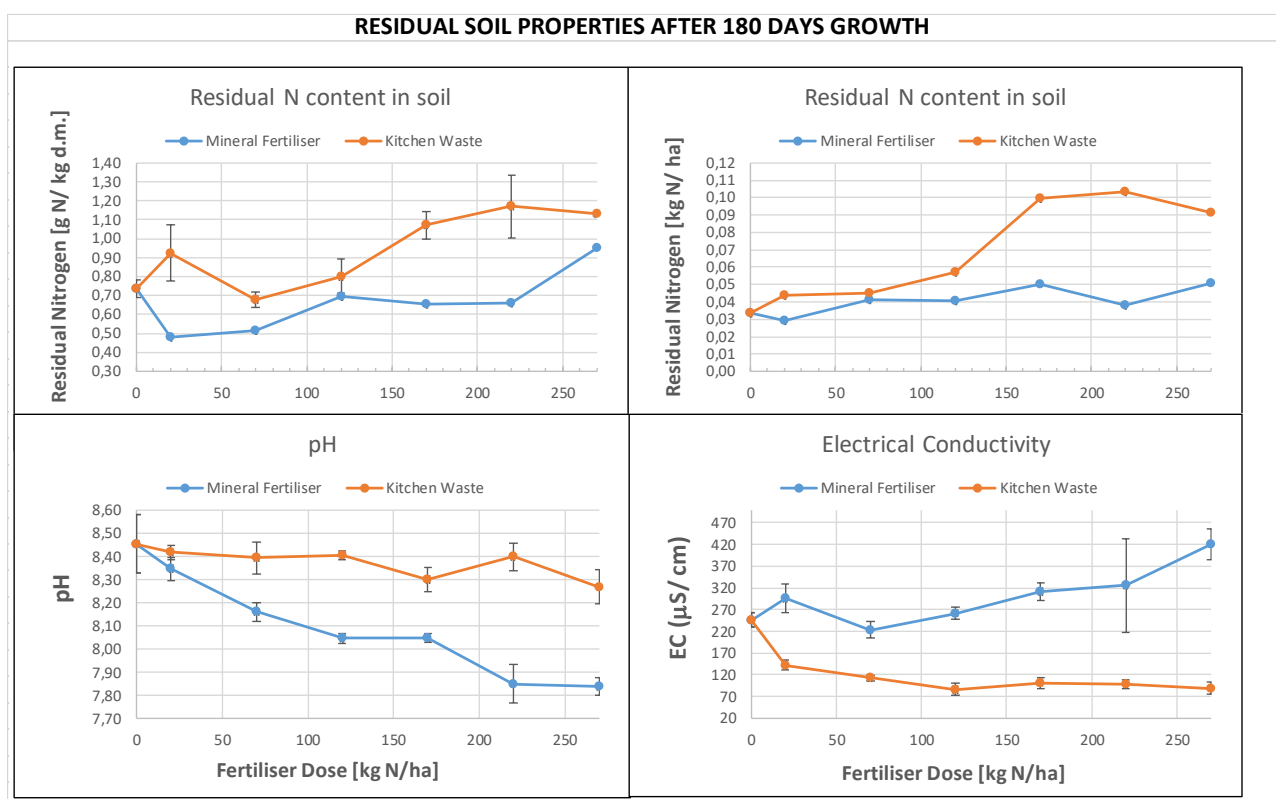 RESIDUAL SOIL PROPERTIES AFTER 180 DAYS GROWTH
Residual N content in soil
Mineral Fertiliser Kitchen Waste
Residual Nitrogen [g N/ kg d.m.]
1,40
1,30
1,20
1,10
1,00
0,90
0,80
0,70
0,60
0,50
0,40
0,30
0 50 100 150 200 250
Residual N content in soil
Mineral Fertiliser Kitchen Waste
Residual Nitrogen [kg N/ ha]
0,12
0,11
0,10
0,09
0,08
0,07
0,06
0,05
0,04
0,03
0,02
0,01
0,00
0 50 100 150 200 250
pH
Mineral Fertiliser Kitchen Waste
pH
8,60
8,50
8,40
8,30
8,20
8,10
8,00
7,90
7,80
7,70
0 50 100 150 200 250
Fertiliser Dose [kg N/ha]
Electrical Conductivity
Mineral Fertiliser Kitchen Waste
EC (µS/ cm)
470
420
370
320
270
220
170
120
70
20
0 50 100 150 200 250
Fertiliser Dose [kg N/ha]